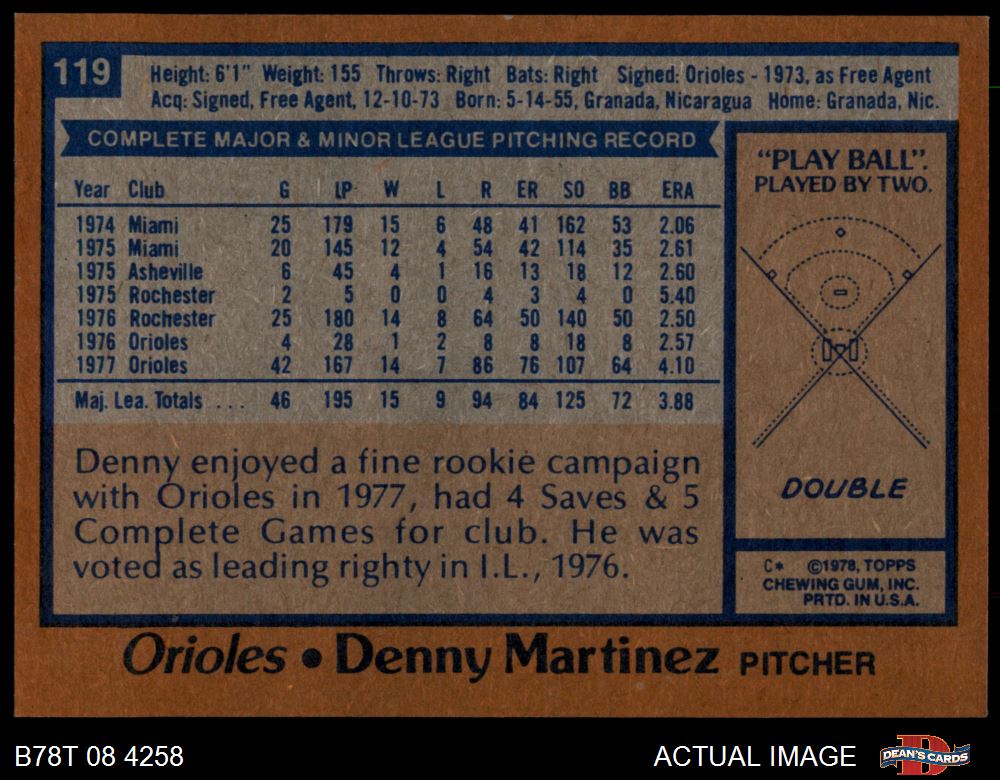 119
Height: 6'1" Weight: 155 Throws: Right Bats: Right Signed: Orioles - 1973, as Free Agent
Acq: Signed, Free Agent, 12-10-73 Born: 5-14-55, Granada, Nicaragua Home: Granada, Nic.
COMPLETE MAJOR & MINOR LEAGUE PITCHING RECORD
Year Club G IP W L R ER SO BB ERA
1974 Miami 25 179 15 6 48 41 162 53 2.06
1975 Miami 20 145 12 4 54 42 114 35 2.61
1975 Asheville 6 45 4 1 16 13 18 12 2.60
1975 Rochester 2 5 0 0 4 3 4 0 5.40
1976 Rochester 25 180 14 8 64 50 140 50 2.50
1976 Orioles 4 28 1 2 8 8 18 8 2.57
1977 Orioles 42 167 14 7 86 76 107 64 4.10
Maj. Lea. Totals ... 46 195 15 9 94 84 125 72 3.88
Denny enjoyed a fine rookie campaign
with Orioles in 1977, had 4 Saves & 5
Complete Games for club. He was
voted as leading righty in I.L., 1976.
"PLAY BALL".
PLAYED BY TWO.
DOUBLE
C* ©1978, TOPPS
CHEWING GUM, INC.
PRTD. IN U.S.A.
Orioles • Denny Martinez PITCHER
B78T 08 4258
ACTUAL IMAGE
DEAN'S CARDS